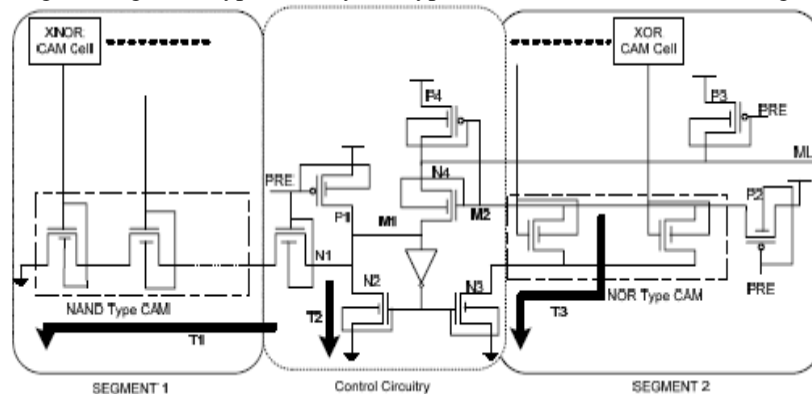 XNOR
CAM Cell
XOR
CAM Cell
P4
P3
PRE
ML
PRE
P1
N4
M1
M2
P2
N1
N2
N3
PRE
NAND Type CAM
NOR Type CAM
T1
T2
T3
SEGMENT 1
Control Circuitry
SEGMENT 2